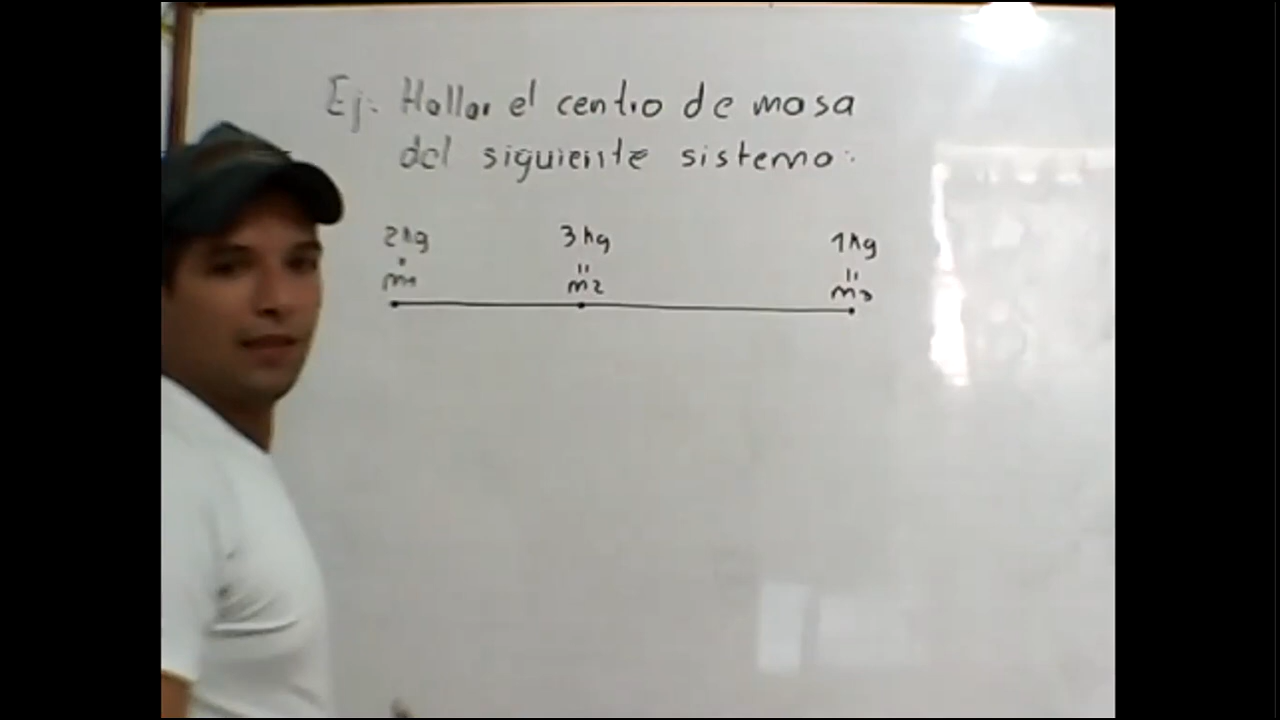 Ej: Hallar el centro de masa
del siguiente sistema:
2kg 3kg 1kg
= = =
m1 m2 m3